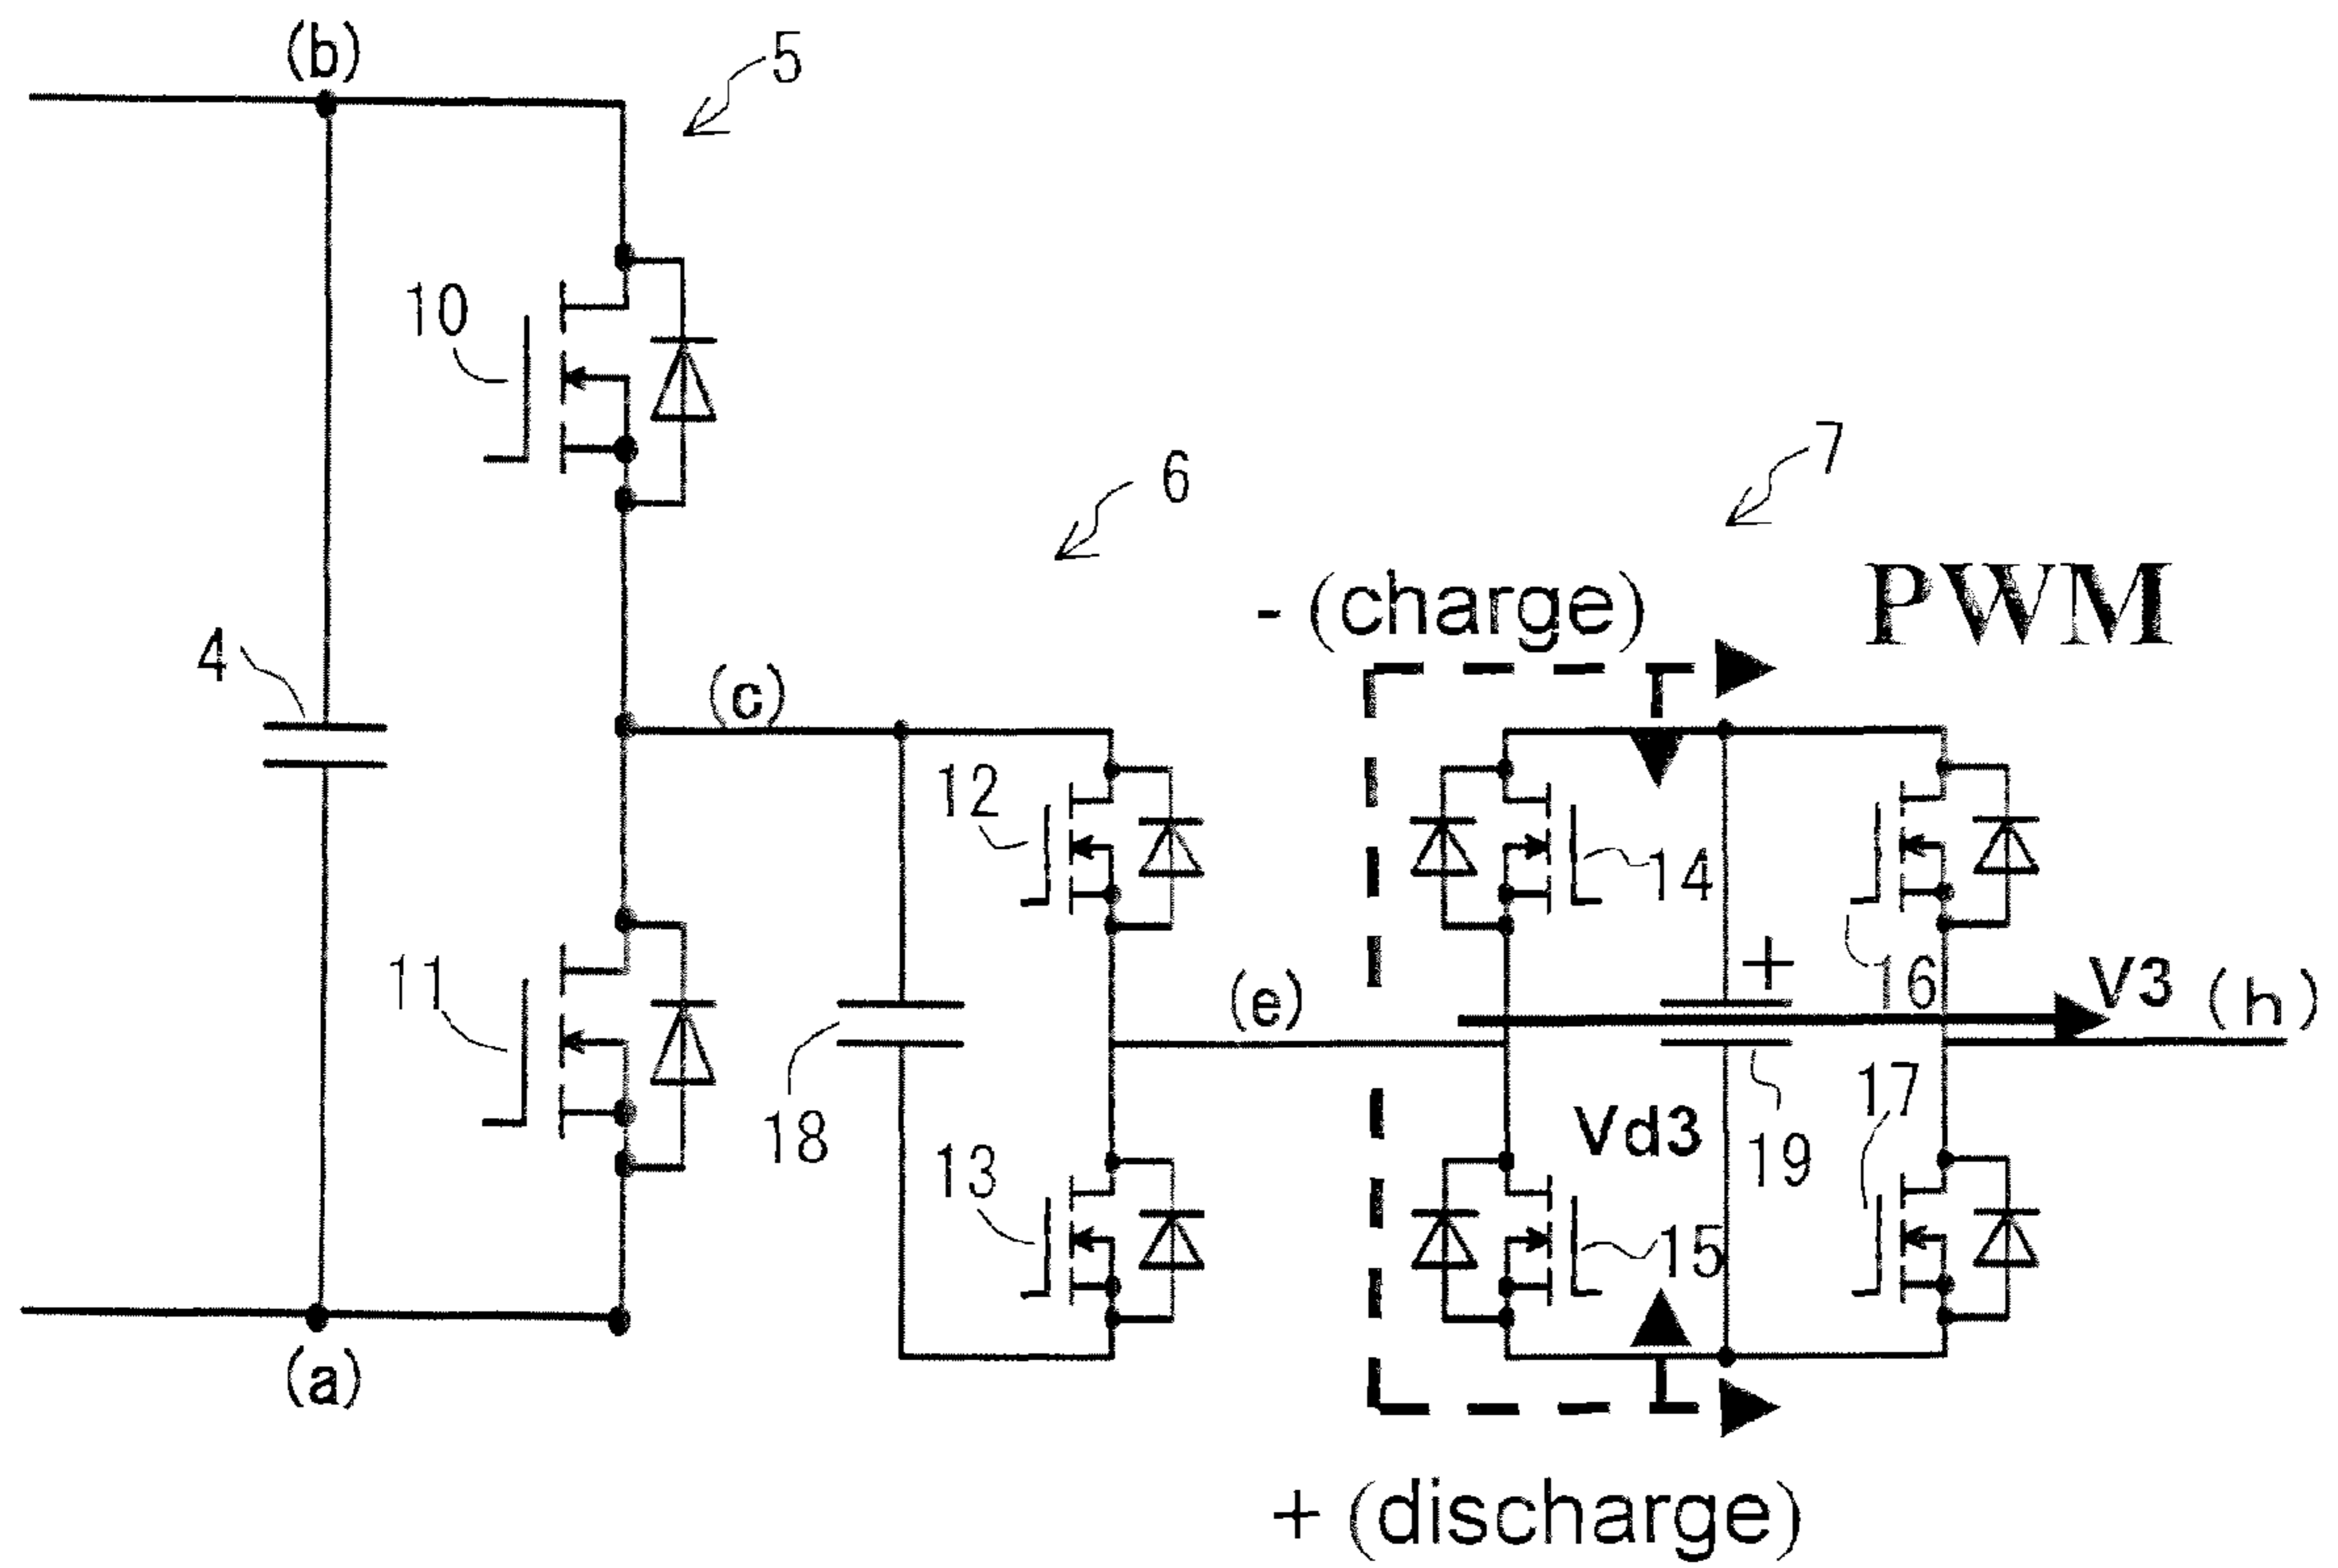 (b)
5
10
7
6
PWM
- (charge)
4
(c)
12
14
16
V3
(h)
11
(e)
+
17
18
Vd3
19
13
15
(a)
+ (discharge)